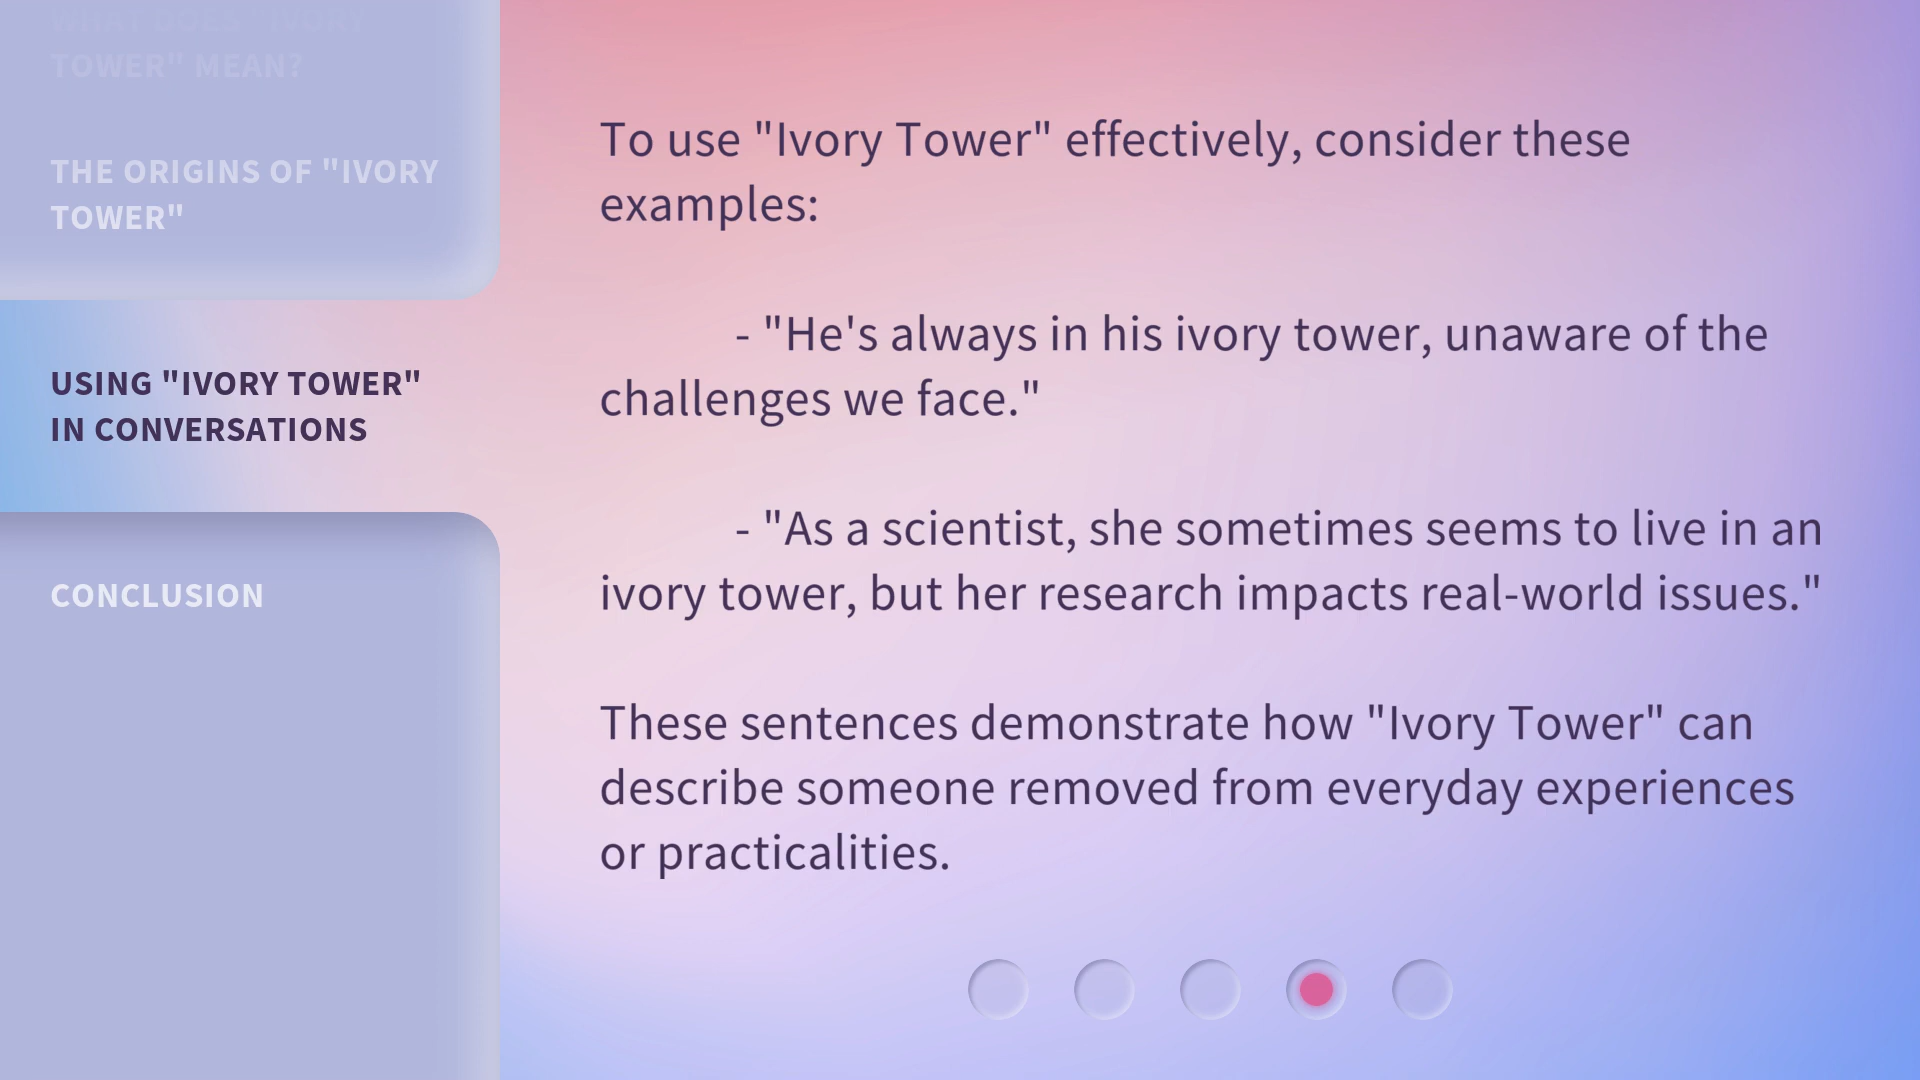 WHAT DOES "IVORY
TOWER" MEAN?
THE ORIGINS OF "IVORY
TOWER"
USING "IVORY TOWER"
IN CONVERSATIONS
CONCLUSION
To use "Ivory Tower" effectively, consider these
examples:
- "He's always in his ivory tower, unaware of the
challenges we face."
- "As a scientist, she sometimes seems to live in an
ivory tower, but her research impacts real-world issues."
These sentences demonstrate how "Ivory Tower" can
describe someone removed from everyday experiences
or practicalities.